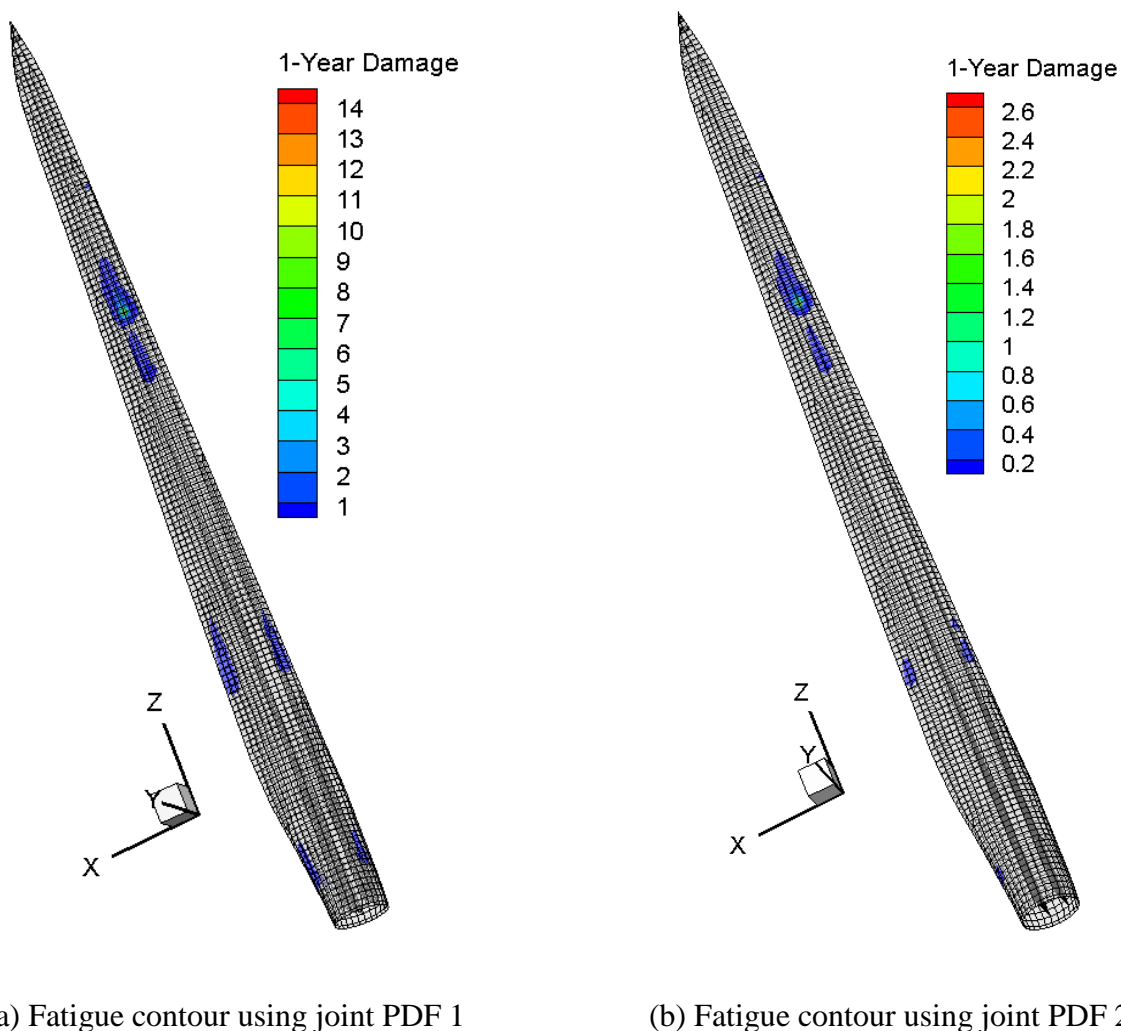 1-Year Damage
14
13
12
11
10
9
8
7
6
5
4
3
2
1
Z
Y
X
1-Year Damage
2.6
2.4
2.2
2
1.8
1.6
1.4
1.2
1
0.8
0.6
0.4
0.2
Z
Y
X
a) Fatigue contour using joint PDF 1
(b) Fatigue contour using joint PDF 2